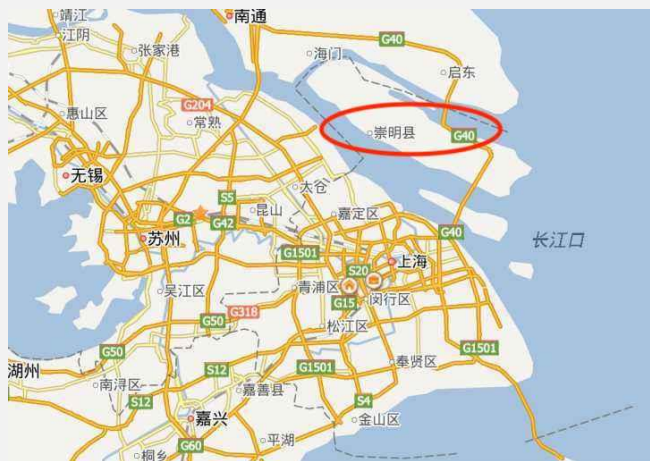 靖江
南通
江阴
G40
海门
张家港
启东
G204
惠山区
常熟
崇明县
G40
无锡
太仓
S5
昆山
嘉定区
G2
G42
苏州
G40
长江口
G1501
上海
S20
吴江区
青浦区
G15
闵行区
G318
G50
松江区
G1501
G50
奉贤区
湖州
S12
G1501
南浔区
嘉善县
S12
S4
嘉兴
金山区
G60
平湖
桐乡